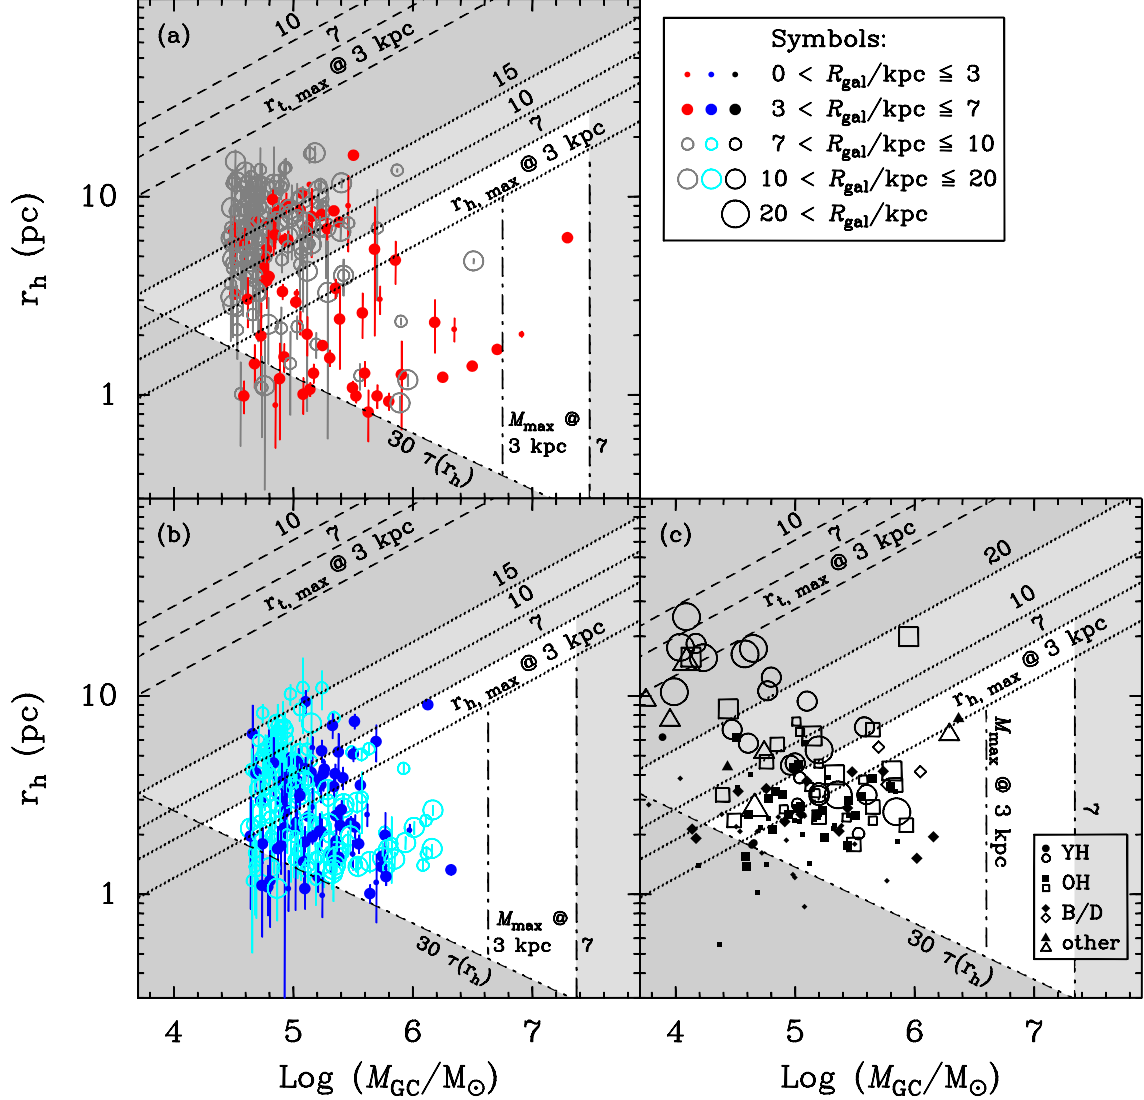 (a)
10
7
r_t, max @ 3 kpc
15
10
7
r_h, max @ 3 kpc
M_max @
3 kpc
7
30 τ(r_h)
10
1
r_h (pc)
Symbols:
0 < R_gal/kpc ≦ 3
3 < R_gal/kpc ≦ 7
7 < R_gal/kpc ≦ 10
10 < R_gal/kpc ≦ 20
20 < R_gal/kpc
(b)
10
7
r_t, max @ 3 kpc
15
10
7
r_h, max @ 3 kpc
M_max @
3 kpc
7
30 τ(r_h)
10
1
r_h (pc)
4 5 6 7
Log (M_GC/M_⊙)
(c)
10
7
r_t, max @ 3 kpc
20
10
7
r_h, max @ 3 kpc
M_max @ 3 kpc
7
30 τ(r_h)
YH
OH
B/D
other
4 5 6 7
Log (M_GC/M_⊙)